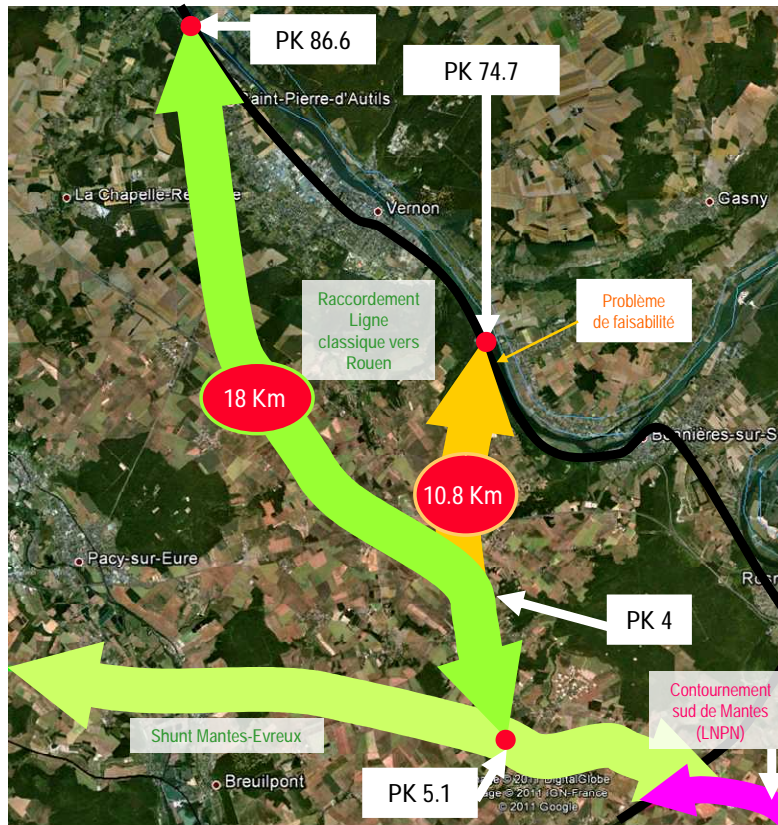 PK 86.6
PK 74.7
Saint-Pierre-d'Autils
La Chapelle-Re
Vernon
Gasny
Raccordement
Ligne
classique vers
Rouen
Problème
de faisabilité
18 Km
Bonnières-sur-S
10.8 Km
Pacy-sur-Eure
PK 4
Contournement
sud de Mantes
(LNPN)
Shunt Mantes-Evreux
Breuilpont
PK 5.1
© 2011 DigitalGlobe
© 2011 IGN-France
© 2011 Google